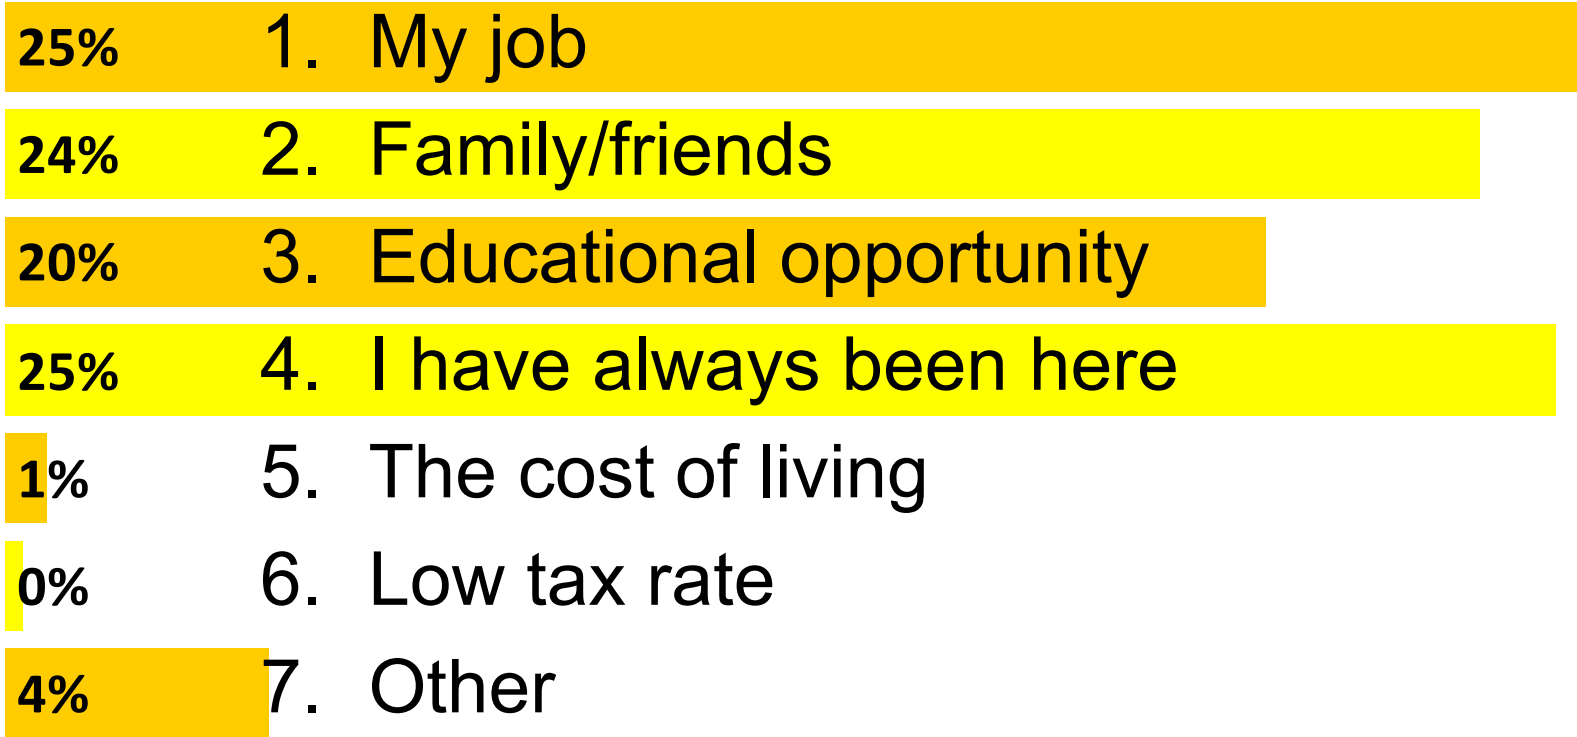 25% 1. My job
24% 2. Family/friends
20% 3. Educational opportunity
25% 4. I have always been here
1% 5. The cost of living
0% 6. Low tax rate
4% 7. Other